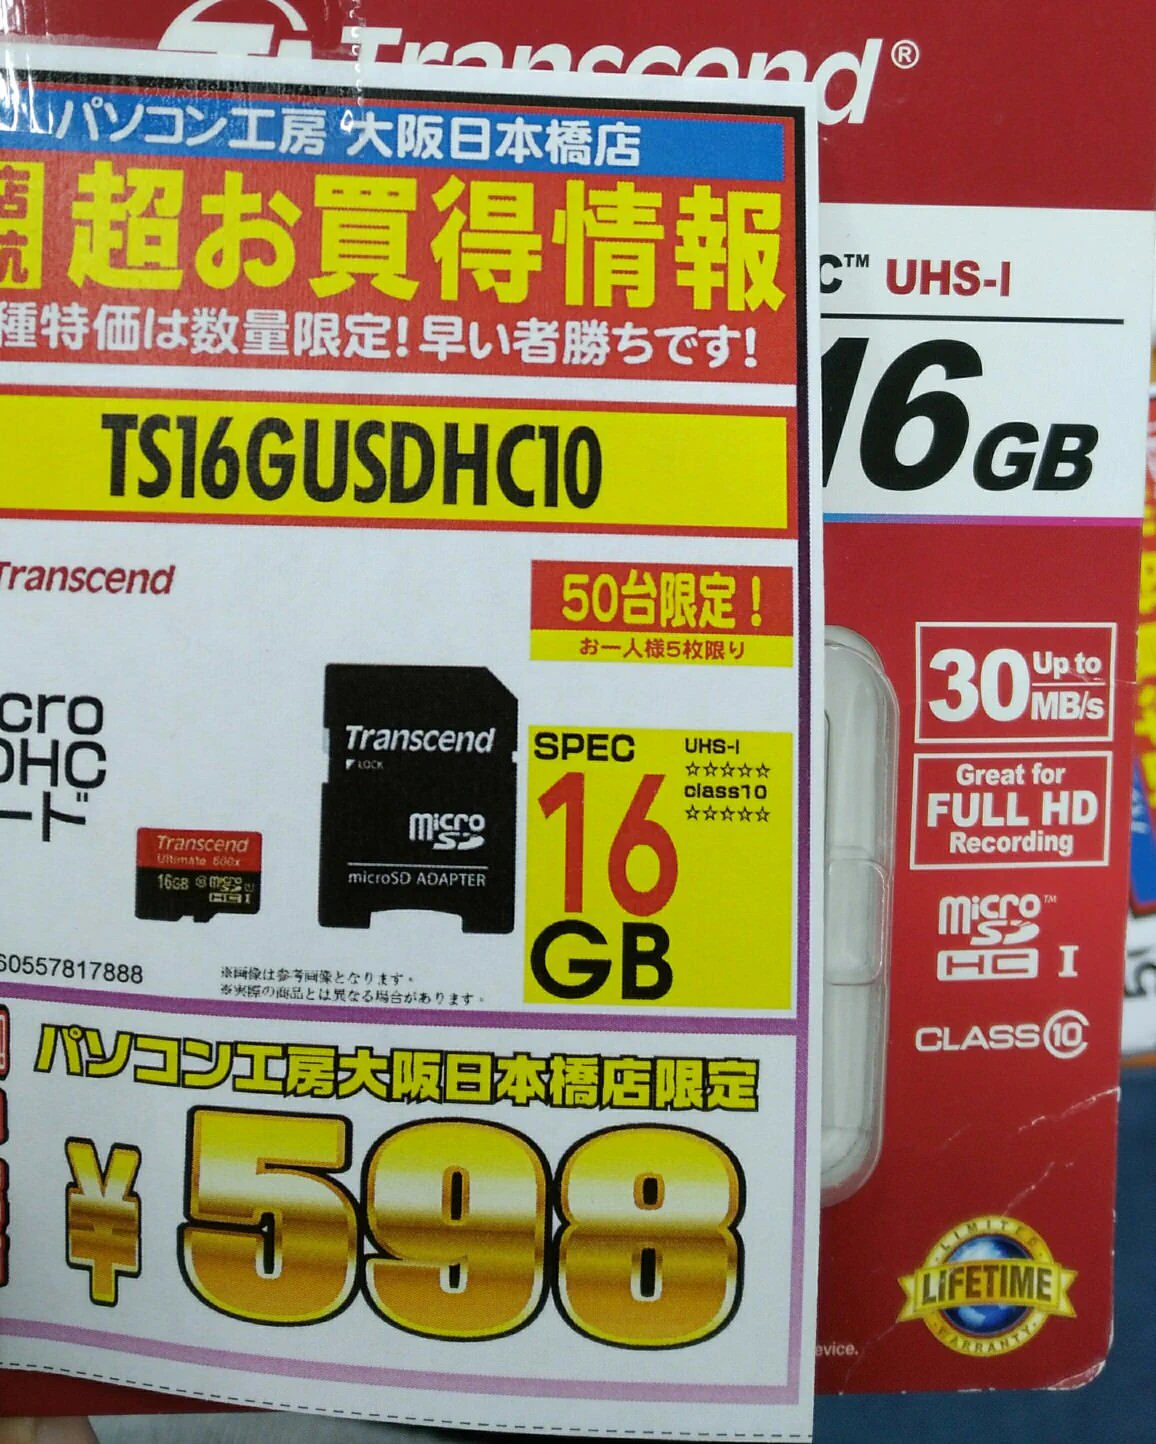 Transcend®
パソコン工房 大阪日本橋店
超お買得情報
種特価は数量限定!早い者勝ちです!
TS16GUSDHC10
Transcend
50台限定!
お一人様5枚限り
cro
DHC
ード
Transcend
LOCK
micro
SD
microSD ADAPTER
Transcend
Ultimate 600x
16GB 10 micro
SD
HC I
SPEC
16
GB
UHS-I
☆☆☆☆☆
class10
☆☆☆☆☆
60557817888
※画像は参考画像となります。
※実際の商品とは異なる場合があります。
パソコン工房大阪日本橋店限定
¥598
C™ UHS-I
16GB
30 Up to
MB/s
Great for
FULL HD
Recording
micro™
SD
HC I
CLASS 10
LIMITED
LIFETIME
WARRANTY
evice.